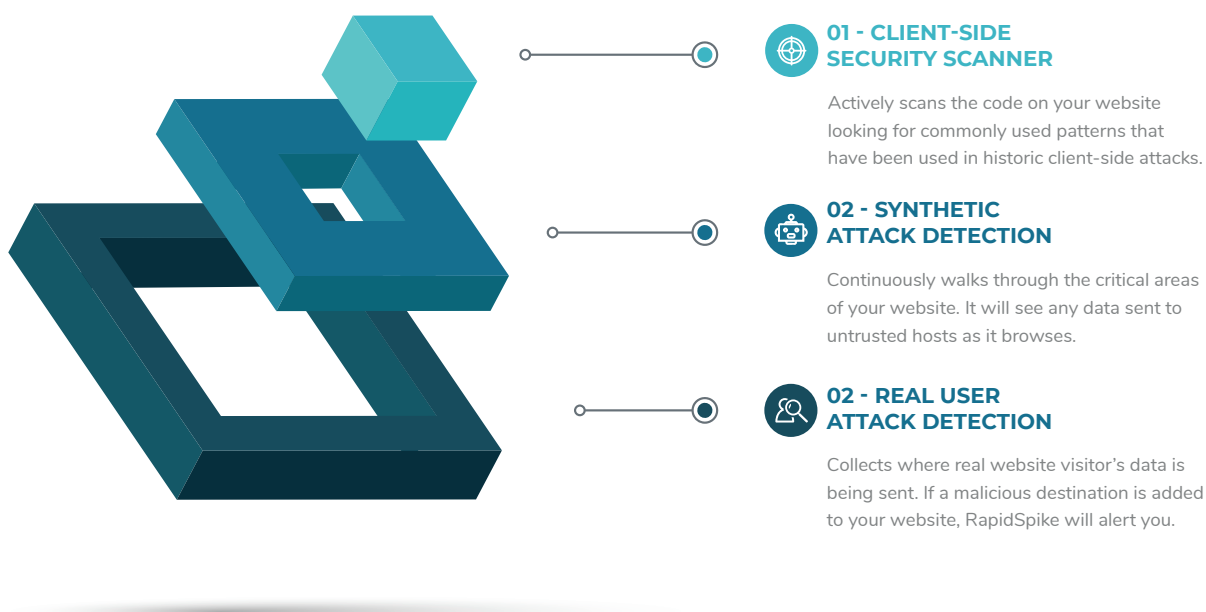 01 - CLIENT-SIDE
SECURITY SCANNER
Actively scans the code on your website
looking for commonly used patterns that
have been used in historic client-side attacks.
02 - SYNTHETIC
ATTACK DETECTION
Continuously walks through the critical areas
of your website. It will see any data sent to
untrusted hosts as it browses.
02 - REAL USER
ATTACK DETECTION
Collects where real website visitor’s data is
being sent. If a malicious destination is added
to your website, RapidSpike will alert you.